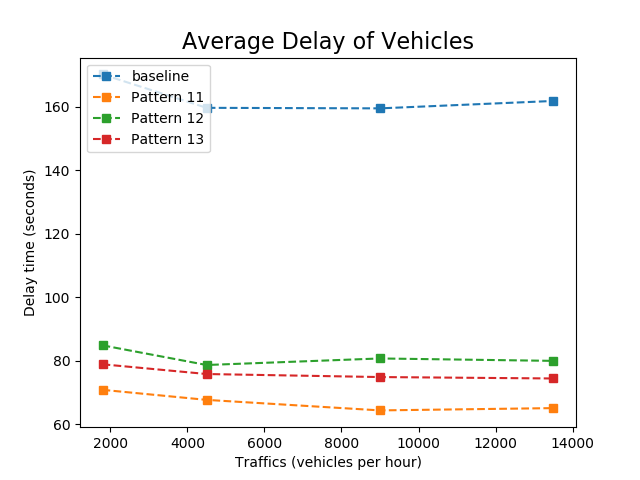 Average Delay of Vehicles
baseline
Pattern 11
Pattern 12
Pattern 13
Delay time (seconds)
160
140
120
100
80
60
2000 4000 6000 8000 10000 12000 14000
Traffics (vehicles per hour)